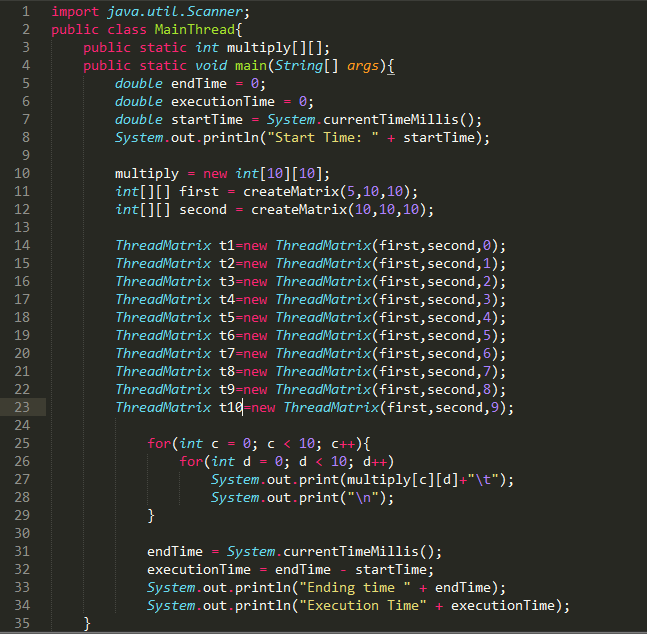 1 import java.util.Scanner;
2 public class MainThread{
3 public static int multiply[][];
4 public static void main(String[] args){
5 double endTime = 0;
6 double executionTime = 0;
7 double startTime = System.currentTimeMillis();
8 System.out.println("Start Time: " + startTime);
9
10 multiply = new int[10][10];
11 int[][] first = createMatrix(5,10,10);
12 int[][] second = createMatrix(10,10,10);
13
14 ThreadMatrix t1=new ThreadMatrix(first,second,0);
15 ThreadMatrix t2=new ThreadMatrix(first,second,1);
16 ThreadMatrix t3=new ThreadMatrix(first,second,2);
17 ThreadMatrix t4=new ThreadMatrix(first,second,3);
18 ThreadMatrix t5=new ThreadMatrix(first,second,4);
19 ThreadMatrix t6=new ThreadMatrix(first,second,5);
20 ThreadMatrix t7=new ThreadMatrix(first,second,6);
21 ThreadMatrix t8=new ThreadMatrix(first,second,7);
22 ThreadMatrix t9=new ThreadMatrix(first,second,8);
23 ThreadMatrix t10=new ThreadMatrix(first,second,9);
24
25 for(int c = 0; c < 10; c++){
26 for(int d = 0; d < 10; d++)
27 System.out.print(multiply[c][d]+"\t");
28 System.out.print("\n");
29 }
30
31 endTime = System.currentTimeMillis();
32 executionTime = endTime - startTime;
33 System.out.println("Ending time " + endTime);
34 System.out.println("Execution Time" + executionTime);
35 }